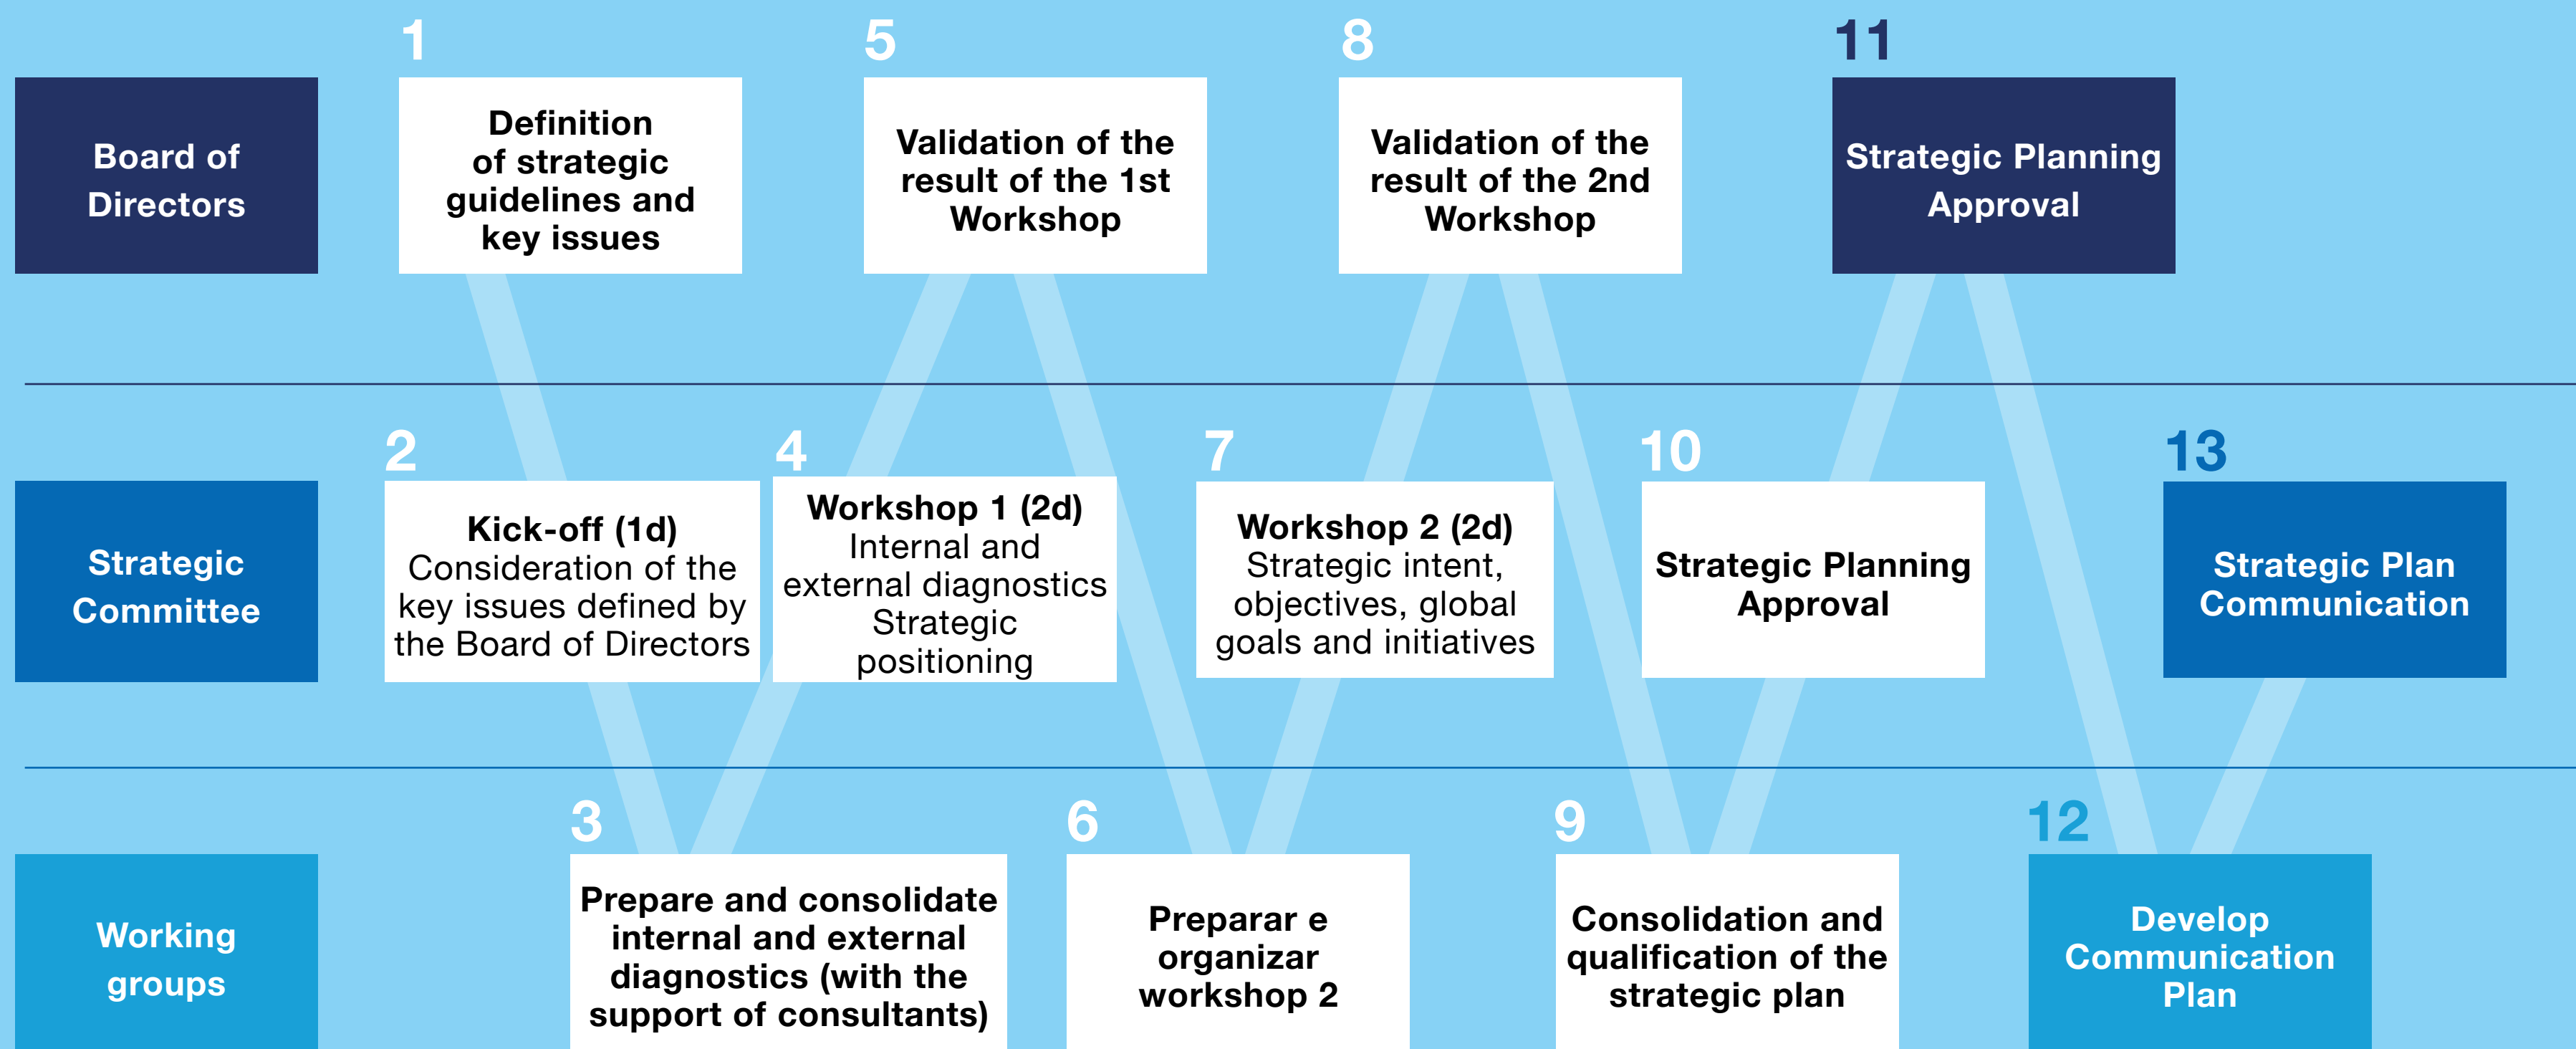 1
5
8
11
Board of
Directors
Definition
of strategic
guidelines and
key issues
Validation of the
result of the 1st
Workshop
Validation of the
result of the 2nd
Workshop
Strategic Planning
Approval
2
4
7
10
13
Strategic
Committee
Kick-off (1d)
Consideration of the
key issues defined by
the Board of Directors
Workshop 1 (2d)
Internal and
external diagnostics
Strategic
positioning
Workshop 2 (2d)
Strategic intent,
objectives, global
goals and initiatives
Strategic Planning
Approval
Strategic Plan
Communication
3
6
9
12
Working
groups
Prepare and consolidate
internal and external
diagnostics (with the
support of consultants)
Preparar e
organizar
workshop 2
Consolidation and
qualification of the
strategic plan
Develop
Communication
Plan